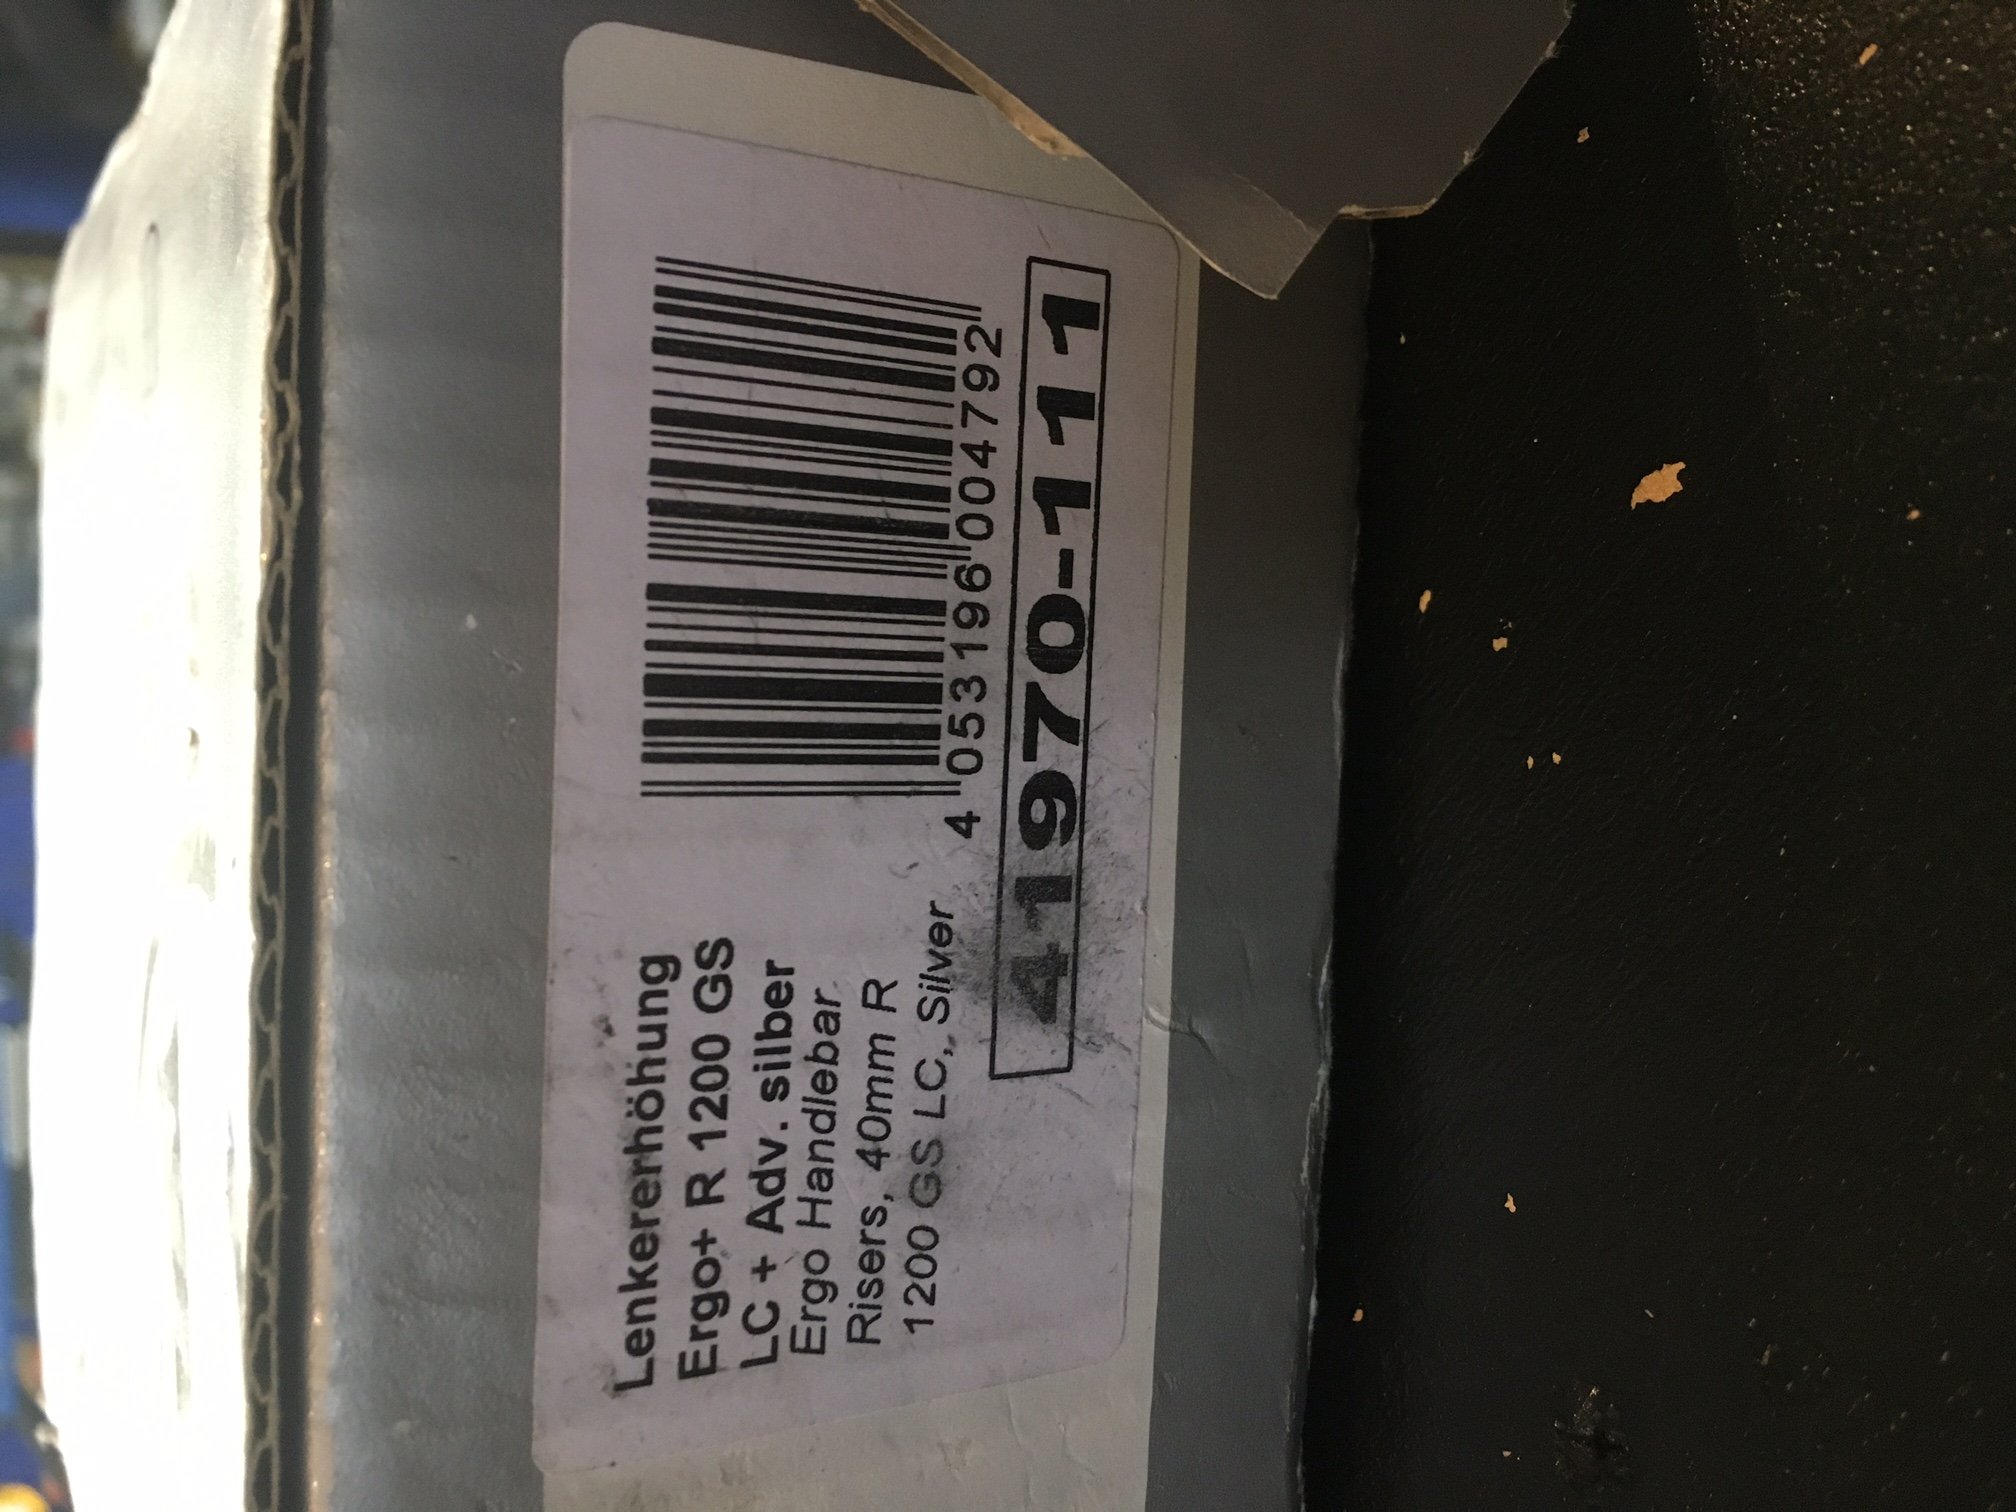 Lenkererhöhung
Ergo+ R 1200 GS
LC + Adv. silber
Ergo Handlebar
Risers, 40mm R
1200 GS LC, Silver
4 053196 004792
41970-111